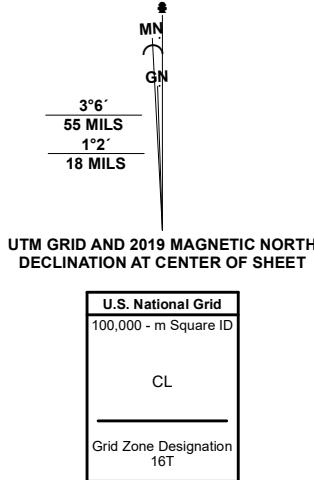 MN
GN
3°6´
55 MILS
1°2´
18 MILS
UTM GRID AND 2019 MAGNETIC NORTH
DECLINATION AT CENTER OF SHEET
U.S. National Grid
100,000 - m Square ID
CL
Grid Zone Designation
16T